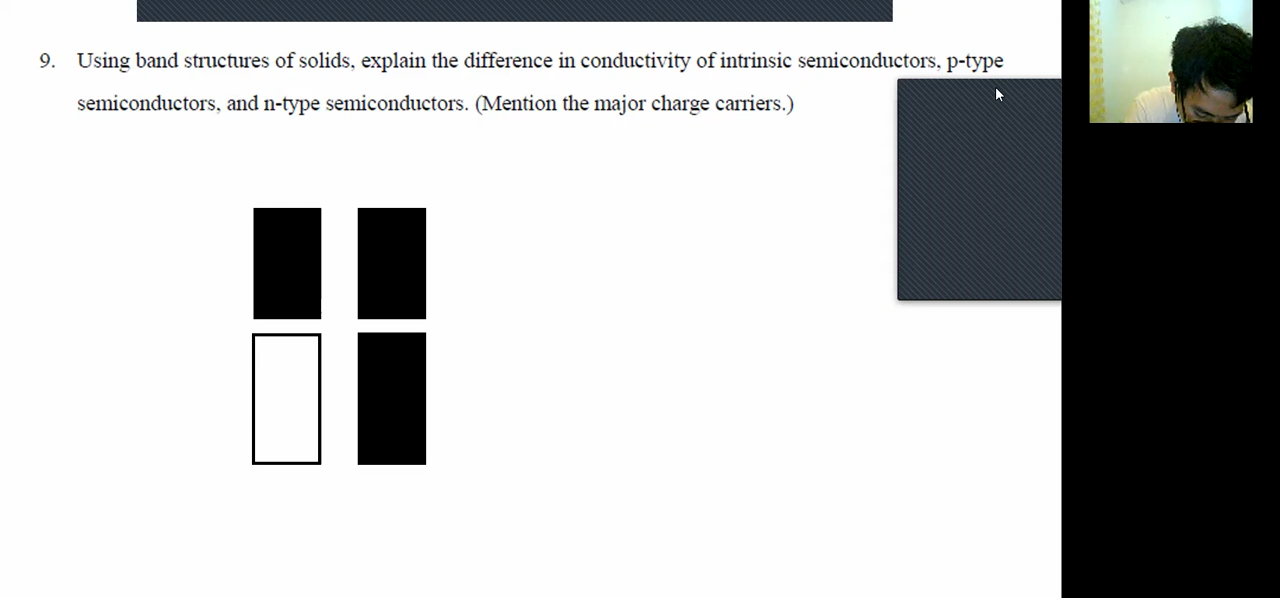 9. Using band structures of solids, explain the difference in conductivity of intrinsic semiconductors, p-type
semiconductors, and n-type semiconductors. (Mention the major charge carriers.)